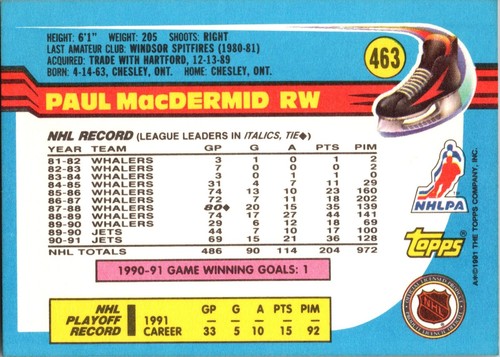 HEIGHT: 6'1" WEIGHT: 205 SHOOTS: RIGHT
LAST AMATEUR CLUB: WINDSOR SPITFIRES (1980-81)
ACQUIRED: TRADE WITH HARTFORD, 12-13-89
BORN: 4-14-63, CHESLEY, ONT. HOME: CHESLEY, ONT.
463
PAUL MacDERMID RW
NHL RECORD (LEAGUE LEADERS IN ITALICS, TIE◆)
YEAR TEAM GP G A PTS PIM
81-82 WHALERS 3 1 0 1 2
82-83 WHALERS 7 0 0 0 2
83-84 WHALERS 3 0 1 1 0
84-85 WHALERS 31 4 7 11 29
85-86 WHALERS 74 13 10 23 160
86-87 WHALERS 72 7 11 18 202
87-88 WHALERS 80◆ 20 15 35 139
88-89 WHALERS 74 17 27 44 141
89-90 WHALERS 29 6 12 18 69
89-90 JETS 44 7 10 17 100
90-91 JETS 69 15 21 36 128
NHL TOTALS 486 90 114 204 972
1990-91 GAME WINNING GOALS: 1
NHL PLAYOFF RECORD
1991 GP G A PTS PIM
CAREER 33 5 10 15 92
NHLPA
TOPPS®
A®©1991 THE TOPPS COMPANY, INC.
NHL